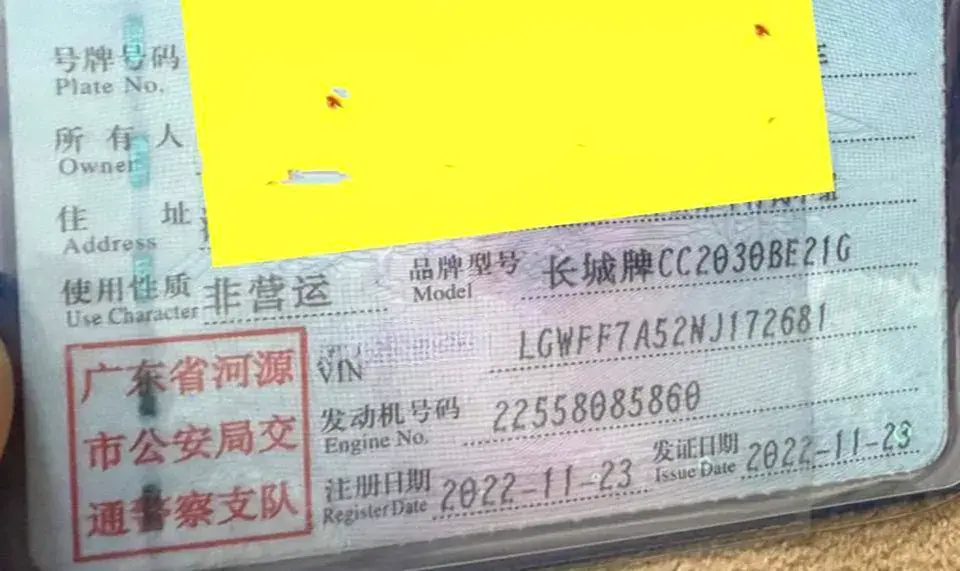 号牌号码
Plate No.
车
所有人
Owner
住址
Address
使用性质 非营运
Use Character
品牌型号 长城牌CC2030BE21G
Model
广东省河源
市公安局交
通警察支队
VIN LGWFF7A52NJ172681
发动机号码 22558085860
Engine No.
注册日期 2022-11-23
Register Date
发证日期 2022-11-23
Issue Date